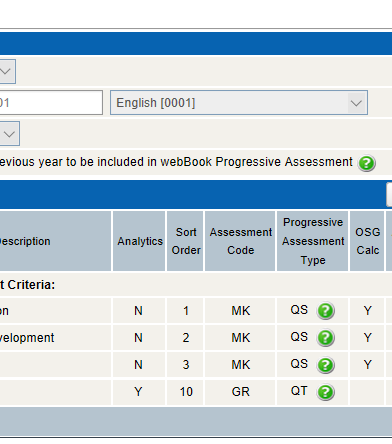 01 English [0001]
evious year to be included in webBook Progressive Assessment ?
Description Analytics Sort Order Assessment Code Progressive Assessment Type OSG Calc
t Criteria:
on N 1 MK QS ? Y
velopment N 2 MK QS ? Y
N 3 MK QS ? Y
Y 10 GR QT ?